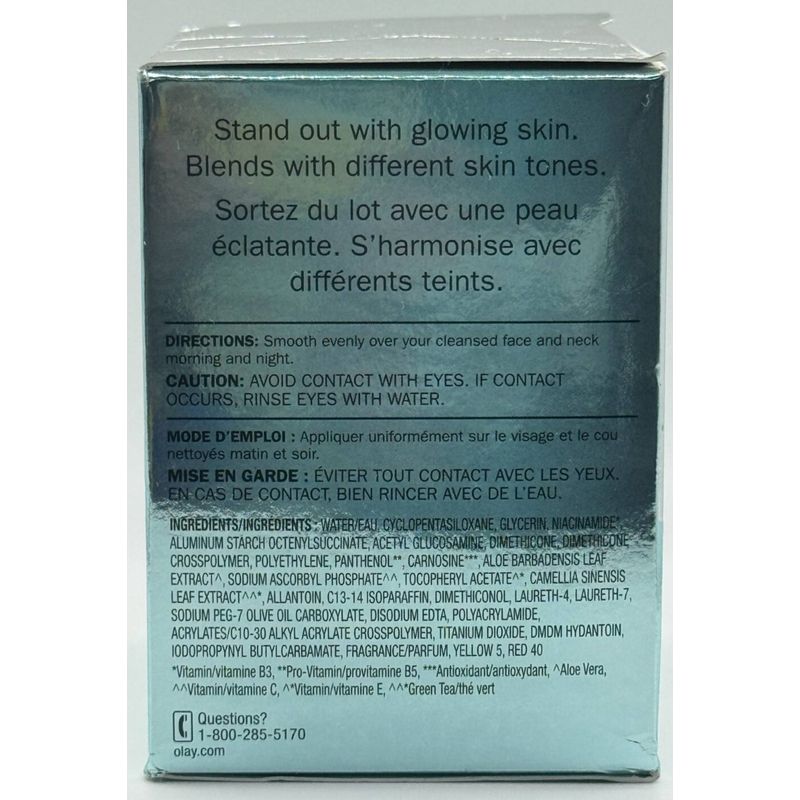 Stand out with glowing skin.
Blends with different skin tones.
Sortez du lot avec une peau
éclatante. S'harmonise avec
différents teints.
DIRECTIONS: Smooth evenly over your cleansed face and neck
morning and night.
CAUTION: AVOID CONTACT WITH EYES. IF CONTACT
OCCURS, RINSE EYES WITH WATER.
MODE D'EMPLOI : Appliquer uniformément sur le visage et le cou
nettoyés matin et soir.
MISE EN GARDE : ÉVITER TOUT CONTACT AVEC LES YEUX.
EN CAS DE CONTACT, BIEN RINCER AVEC DE L'EAU.
INGREDIENTS/INGRÉDIENTS : WATER/EAU, CYCLOPENTASILOXANE, GLYCERIN, NIACINAMIDE*,
ALUMINUM STARCH OCTENYLSUCCINATE, ACETYL GLUCOSAMINE, DIMETHICONE, DIMETHICONE
CROSSPOLYMER, POLYETHYLENE, PANTHENOL**, CARNOSINE***, ALOE BARBADENSIS LEAF
EXTRACT^, SODIUM ASCORBYL PHOSPHATE^^, TOCOPHERYL ACETATE^*, CAMELLIA SINENSIS
LEAF EXTRACT^^*, ALLANTOIN, C13-14 ISOPARAFFIN, DIMETHICONOL, LAURETH-4, LAURETH-7,
SODIUM PEG-7 OLIVE OIL CARBOXYLATE, DISODIUM EDTA, POLYACRYLAMIDE,
ACRYLATES/C10-30 ALKYL ACRYLATE CROSSPOLYMER, TITANIUM DIOXIDE, DMDM HYDANTOIN,
IODOPROPYNYL BUTYLCARBAMATE, FRAGRANCE/PARFUM, YELLOW 5, RED 40
*Vitamin/vitamine B3, **Pro-Vitamin/provitamine B5, ***Antioxidant/antioxydant, ^Aloe Vera,
^^Vitamin/vitamine C, ^*Vitamin/vitamine E, ^^*Green Tea/thé vert
Questions?
1-800-285-5170
olay.com